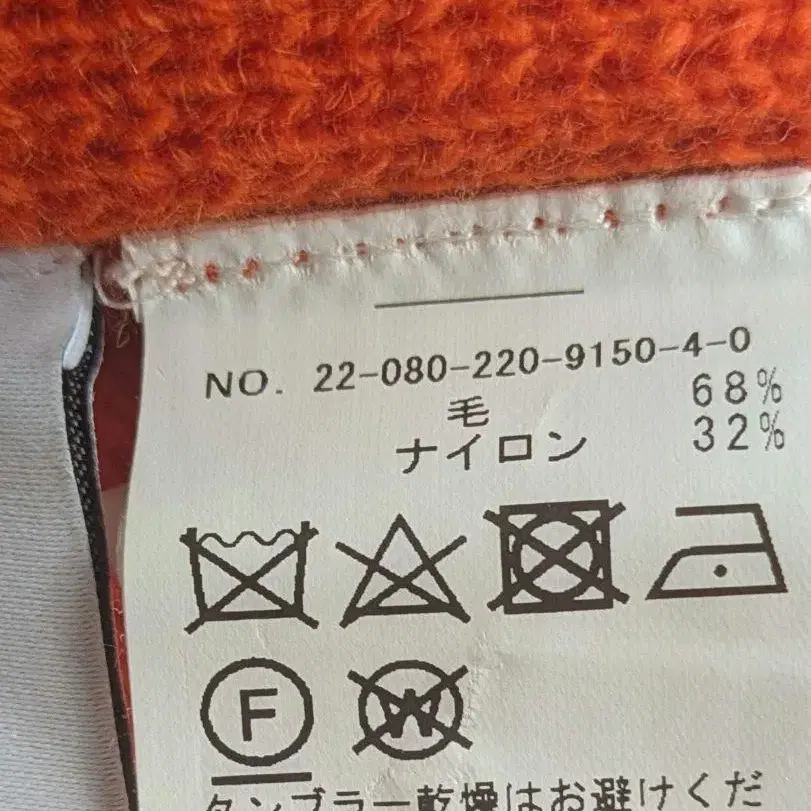 NO. 22-080-220-9150-4-0
毛 68%
ナイロン 32%
F W
タンブラー乾燥はお避けくだ